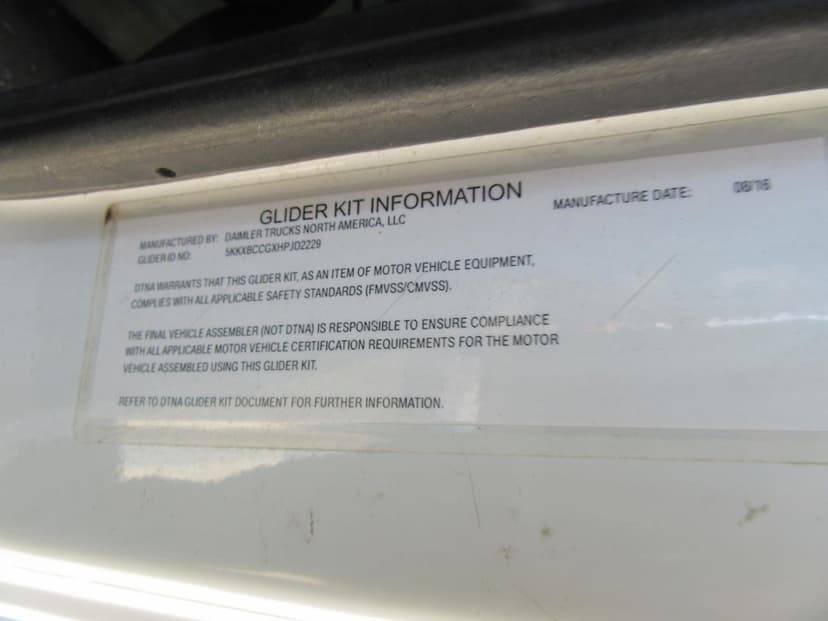 GLIDER KIT INFORMATION
MANUFACTURED BY: DAIMLER TRUCKS NORTH AMERICA, LLC
MANUFACTURE DATE: 08/16
GLIDER ID NO: 5KKXBCCGXHPJD2229
DTNA WARRANTS THAT THIS GLIDER KIT, AS AN ITEM OF MOTOR VEHICLE EQUIPMENT,
COMPLIES WITH ALL APPLICABLE SAFETY STANDARDS (FMVSS/CMVSS).
THE FINAL VEHICLE ASSEMBLER (NOT DTNA) IS RESPONSIBLE TO ENSURE COMPLIANCE
WITH ALL APPLICABLE MOTOR VEHICLE CERTIFICATION REQUIREMENTS FOR THE MOTOR
VEHICLE ASSEMBLED USING THIS GLIDER KIT.
REFER TO DTNA GLIDER KIT DOCUMENT FOR FURTHER INFORMATION.